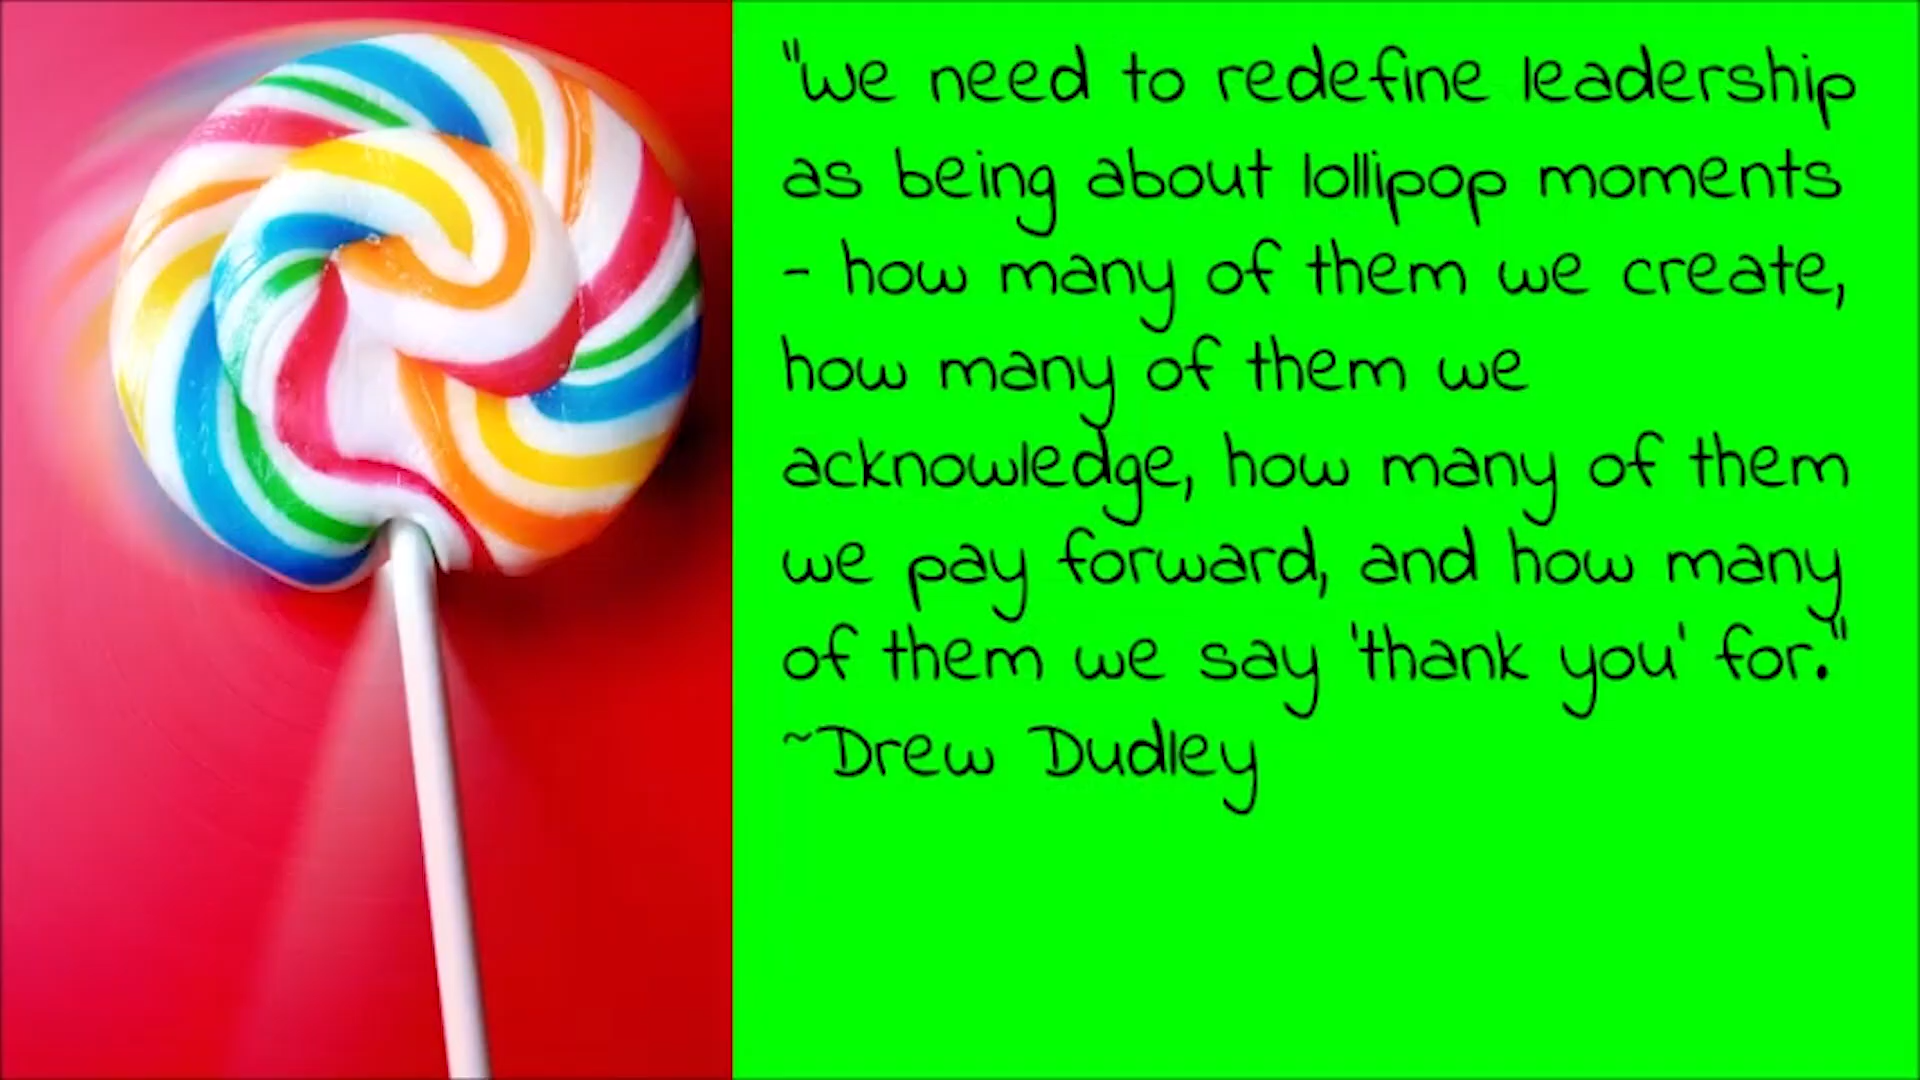 "We need to redefine leadership
as being about lollipop moments
- how many of them we create,
how many of them we
acknowledge, how many of them
we pay forward, and how many
of them we say 'thank you' for."
~Drew Dudley